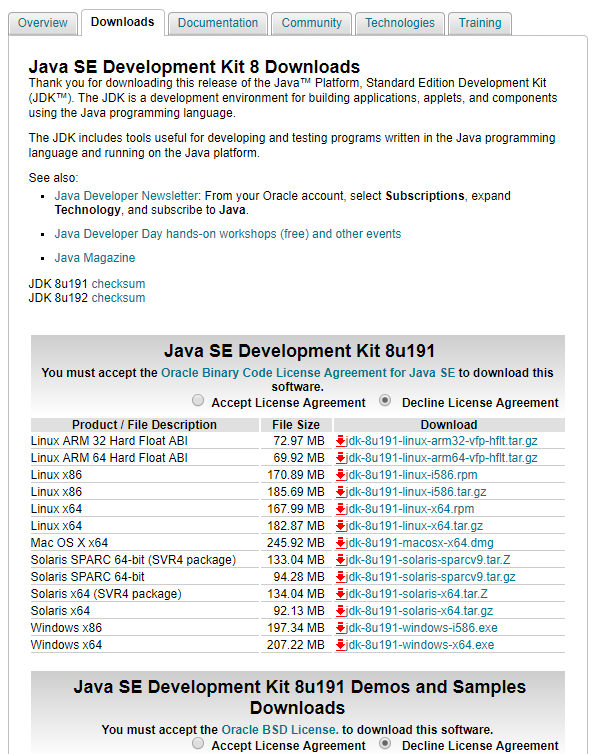 Overview Downloads Documentation Community Technologies Training
Java SE Development Kit 8 Downloads
Thank you for downloading this release of the Java™ Platform, Standard Edition Development Kit
(JDK™). The JDK is a development environment for building applications, applets, and components
using the Java programming language.
The JDK includes tools useful for developing and testing programs written in the Java programming
language and running on the Java platform.
See also:
Java Developer Newsletter: From your Oracle account, select Subscriptions, expand
Technology, and subscribe to Java.
Java Developer Day hands-on workshops (free) and other events
Java Magazine
JDK 8u191 checksum
JDK 8u192 checksum
Java SE Development Kit 8u191
You must accept the Oracle Binary Code License Agreement for Java SE to download this
software.
Accept License Agreement Decline License Agreement
Product / File Description File Size Download
Linux ARM 32 Hard Float ABI 72.97 MB jdk-8u191-linux-arm32-vfp-hflt.tar.gz
Linux ARM 64 Hard Float ABI 69.92 MB jdk-8u191-linux-arm64-vfp-hflt.tar.gz
Linux x86 170.89 MB jdk-8u191-linux-i586.rpm
Linux x86 185.69 MB jdk-8u191-linux-i586.tar.gz
Linux x64 167.99 MB jdk-8u191-linux-x64.rpm
Linux x64 182.87 MB jdk-8u191-linux-x64.tar.gz
Mac OS X x64 245.92 MB jdk-8u191-macosx-x64.dmg
Solaris SPARC 64-bit (SVR4 package) 133.04 MB jdk-8u191-solaris-sparcv9.tar.Z
Solaris SPARC 64-bit 94.28 MB jdk-8u191-solaris-sparcv9.tar.gz
Solaris x64 (SVR4 package) 134.04 MB jdk-8u191-solaris-x64.tar.Z
Solaris x64 92.13 MB jdk-8u191-solaris-x64.tar.gz
Windows x86 197.34 MB jdk-8u191-windows-i586.exe
Windows x64 207.22 MB jdk-8u191-windows-x64.exe
Java SE Development Kit 8u191 Demos and Samples
Downloads
You must accept the Oracle BSD License. to download this software.
Accept License Agreement Decline License Agreement